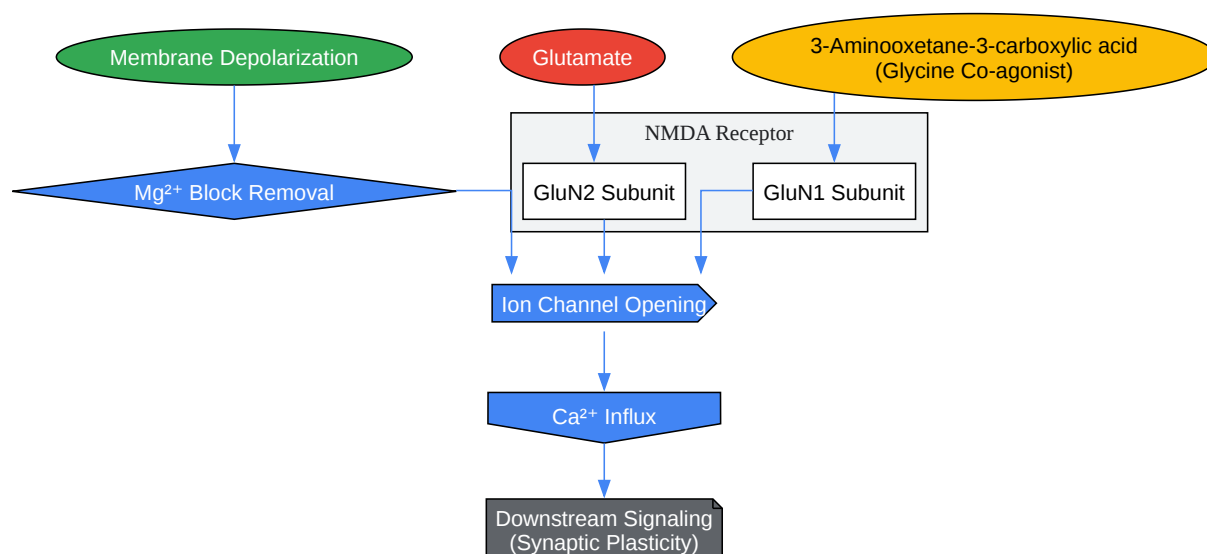 Membrane Depolarization
Glutamate
3-Aminooxetane-3-carboxylic acid
(Glycine Co-agonist)
NMDA Receptor
Mg²⁺ Block Removal
GluN2 Subunit
GluN1 Subunit
Ion Channel Opening
Ca²⁺ Influx
Downstream Signaling
(Synaptic Plasticity)